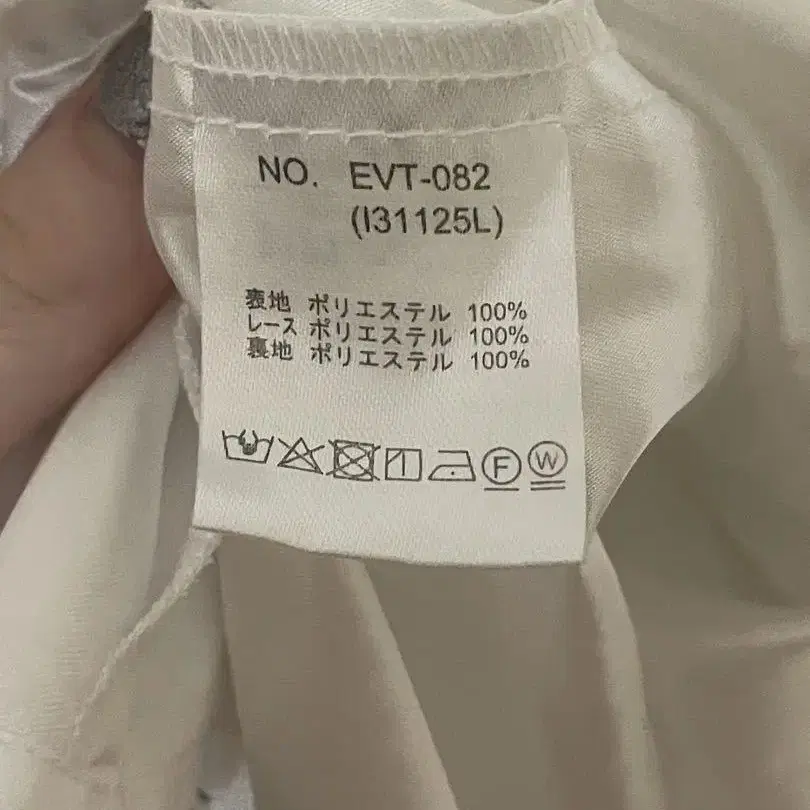 NO. EVT-082
(I31125L)
表地 ポリエステル 100%
レース ポリエステル 100%
裏地 ポリエステル 100%
F W